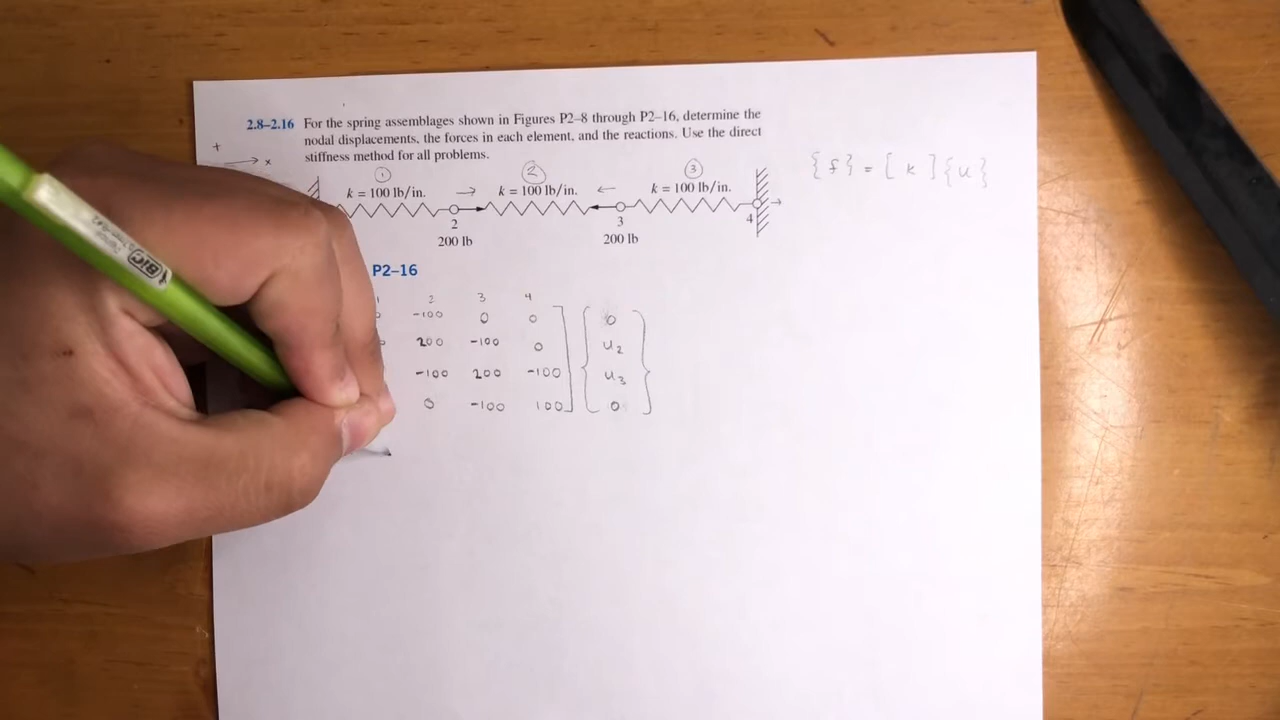 2.8–2.16 For the spring assemblages shown in Figures P2–8 through P2–16, determine the
nodal displacements, the forces in each element, and the reactions. Use the direct
stiffness method for all problems.
+
x
{f} = [k]{u}
1 2 3
k = 100 lb/in. k = 100 lb/in. k = 100 lb/in.
2 3 4
200 lb 200 lb
P2–16
1 2 3 4
-100 0 0 0
200 -100 0 u2
-100 200 -100 u3
0 -100 100 0
BIC